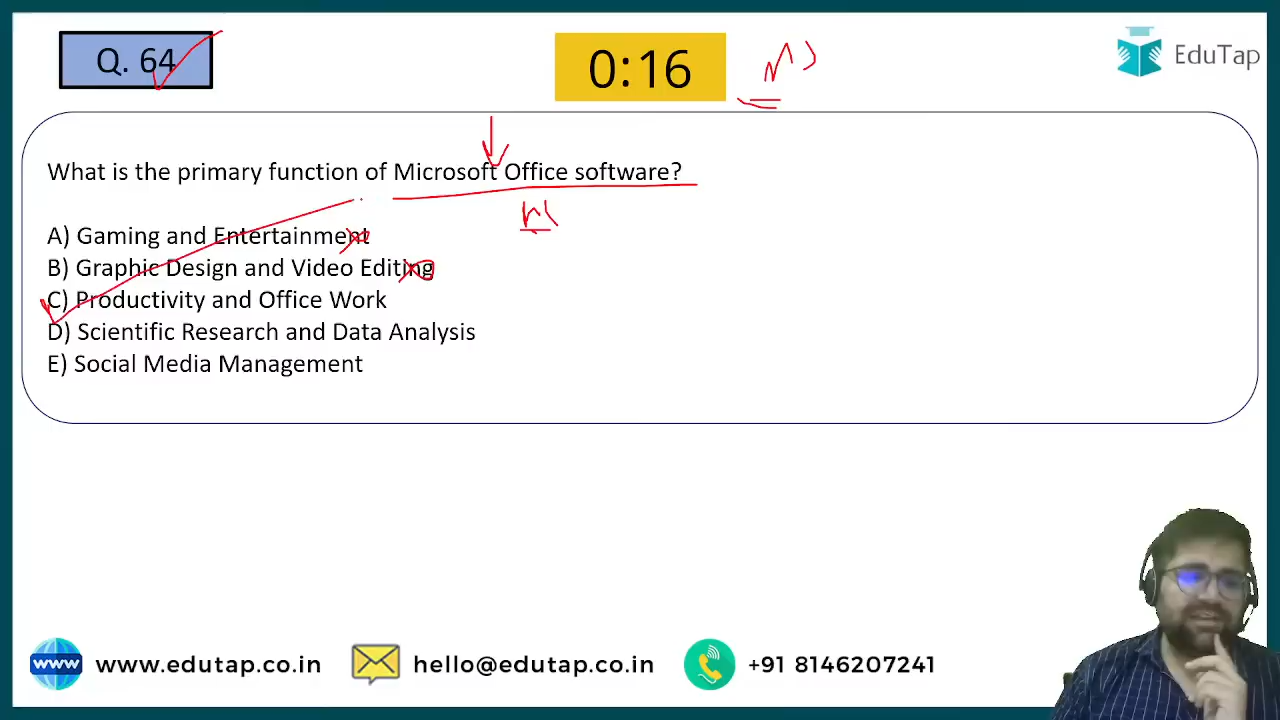 Q. 64
0:16
EduTap
What is the primary function of Microsoft Office software?
A) Gaming and Entertainment
B) Graphic Design and Video Editing
C) Productivity and Office Work
D) Scientific Research and Data Analysis
E) Social Media Management
www www.edutap.co.in
hello@edutap.co.in
+91 8146207241